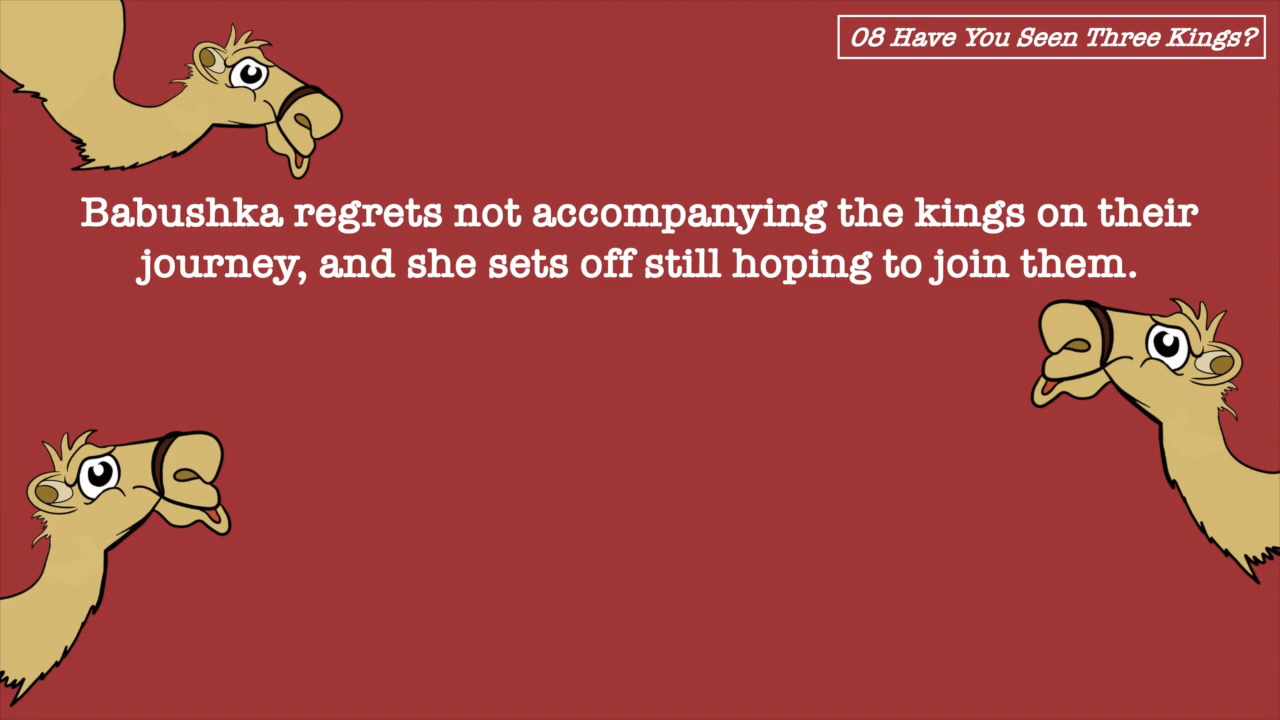 08 Have You Seen Three Kings?
Babushka regrets not accompanying the kings on their
journey, and she sets off still hoping to join them.